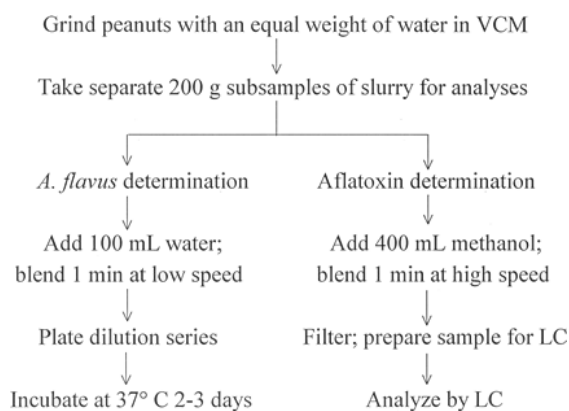 Grind peanuts with an equal weight of water in VCM
Take separate 200 g subsamples of slurry for analyses
A. flavus determination
Add 100 mL water;
blend 1 min at low speed
Plate dilution series
Incubate at 37° C 2-3 days
Aflatoxin determination
Add 400 mL methanol;
blend 1 min at high speed
Filter; prepare sample for LC
Analyze by LC